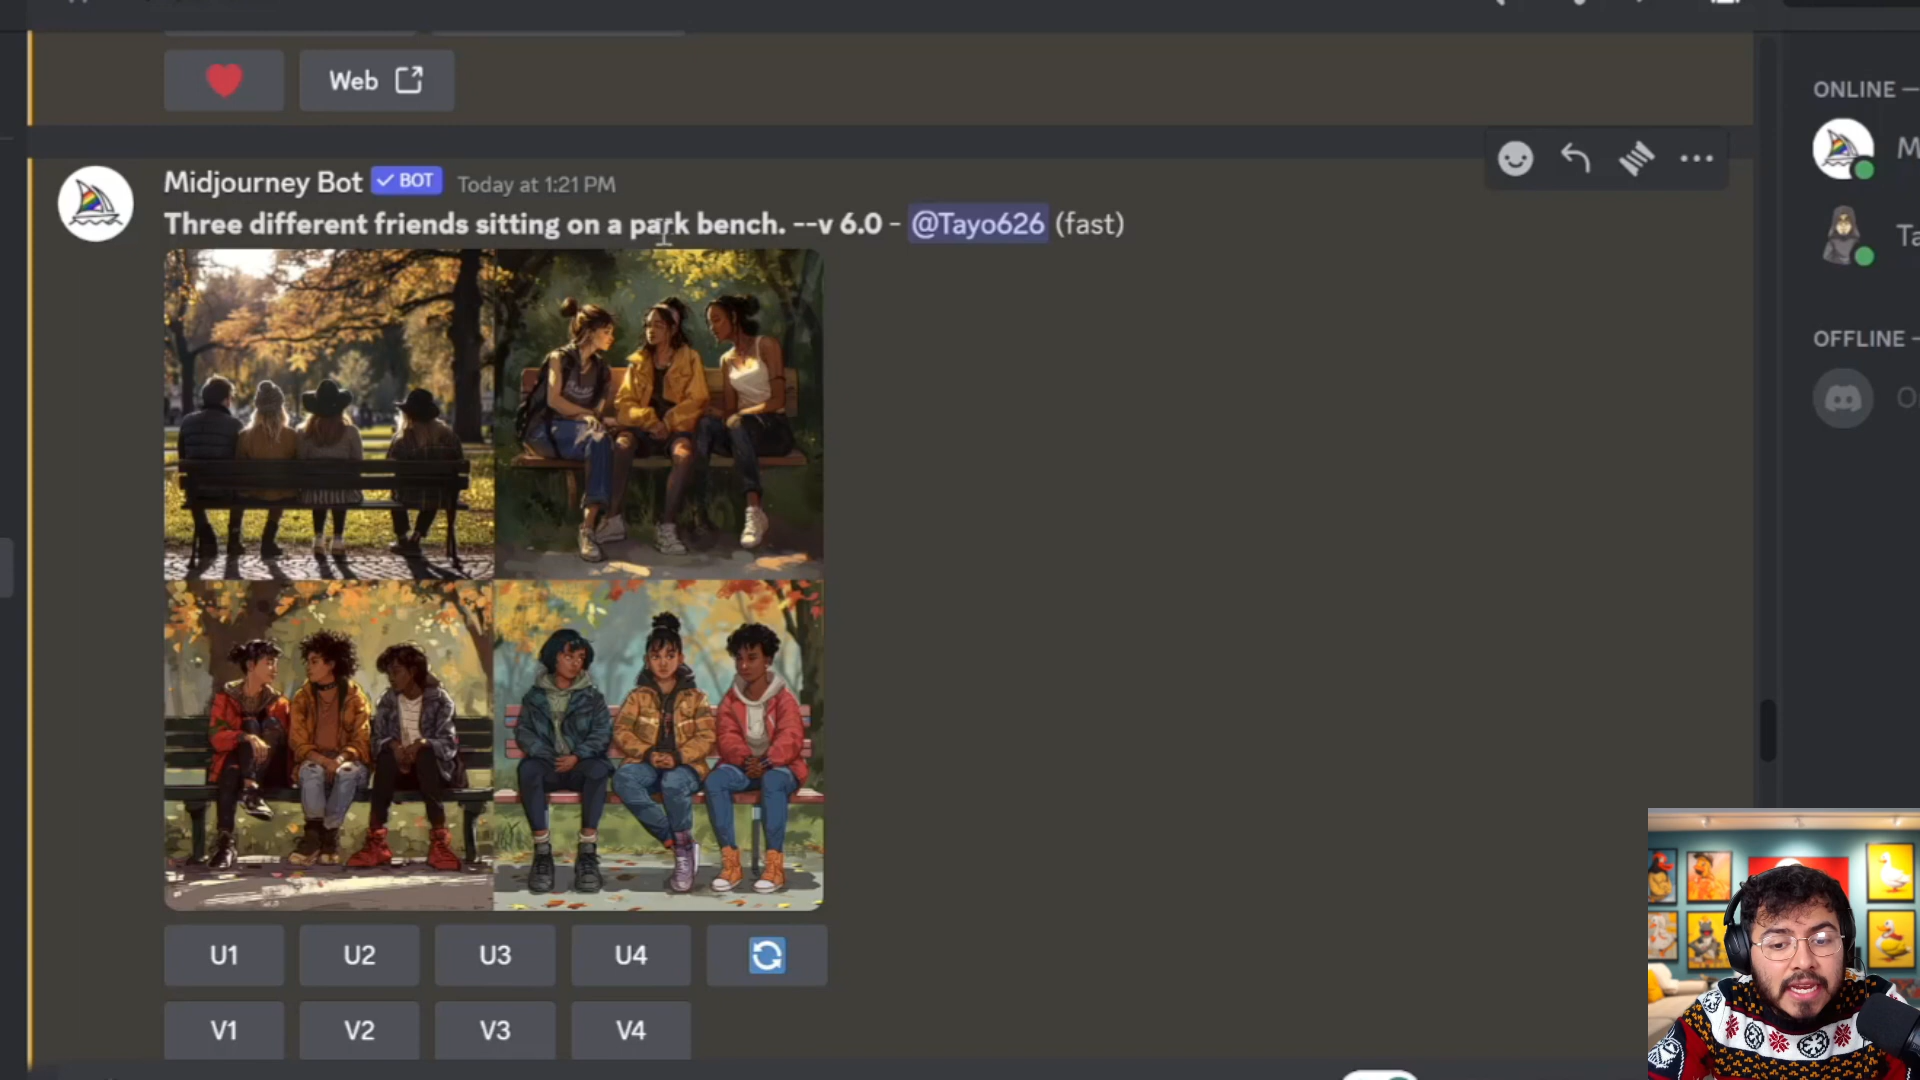 Web
Midjourney Bot ✓ BOT Today at 1:21 PM
Three different friends sitting on a park bench. --v 6.0 - @Tayo626 (fast)
U1 U2 U3 U4
V1 V2 V3 V4
ONLINE —
M
Ta
OFFLINE –
O